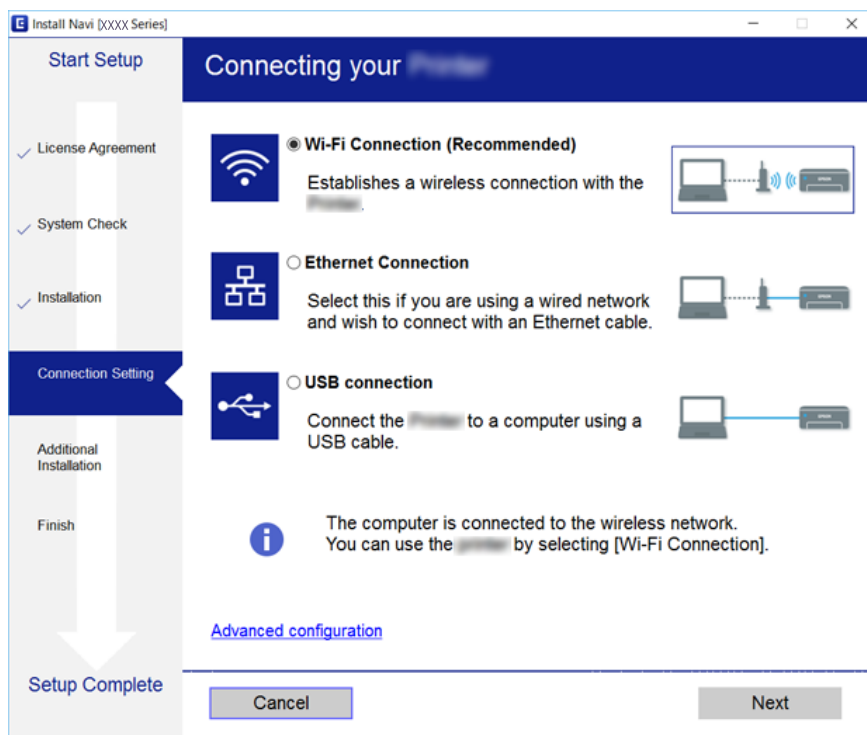 Install Navi [XXXX Series]
Start Setup
License Agreement
System Check
Installation
Connection Setting
Additional
Installation
Finish
Setup Complete
Connecting your
Wi-Fi Connection (Recommended)
Establishes a wireless connection with the
.
Ethernet Connection
Select this if you are using a wired network
and wish to connect with an Ethernet cable.
USB connection
Connect the to a computer using a
USB cable.
The computer is connected to the wireless network.
You can use the by selecting [Wi-Fi Connection].
Advanced configuration
Cancel
Next